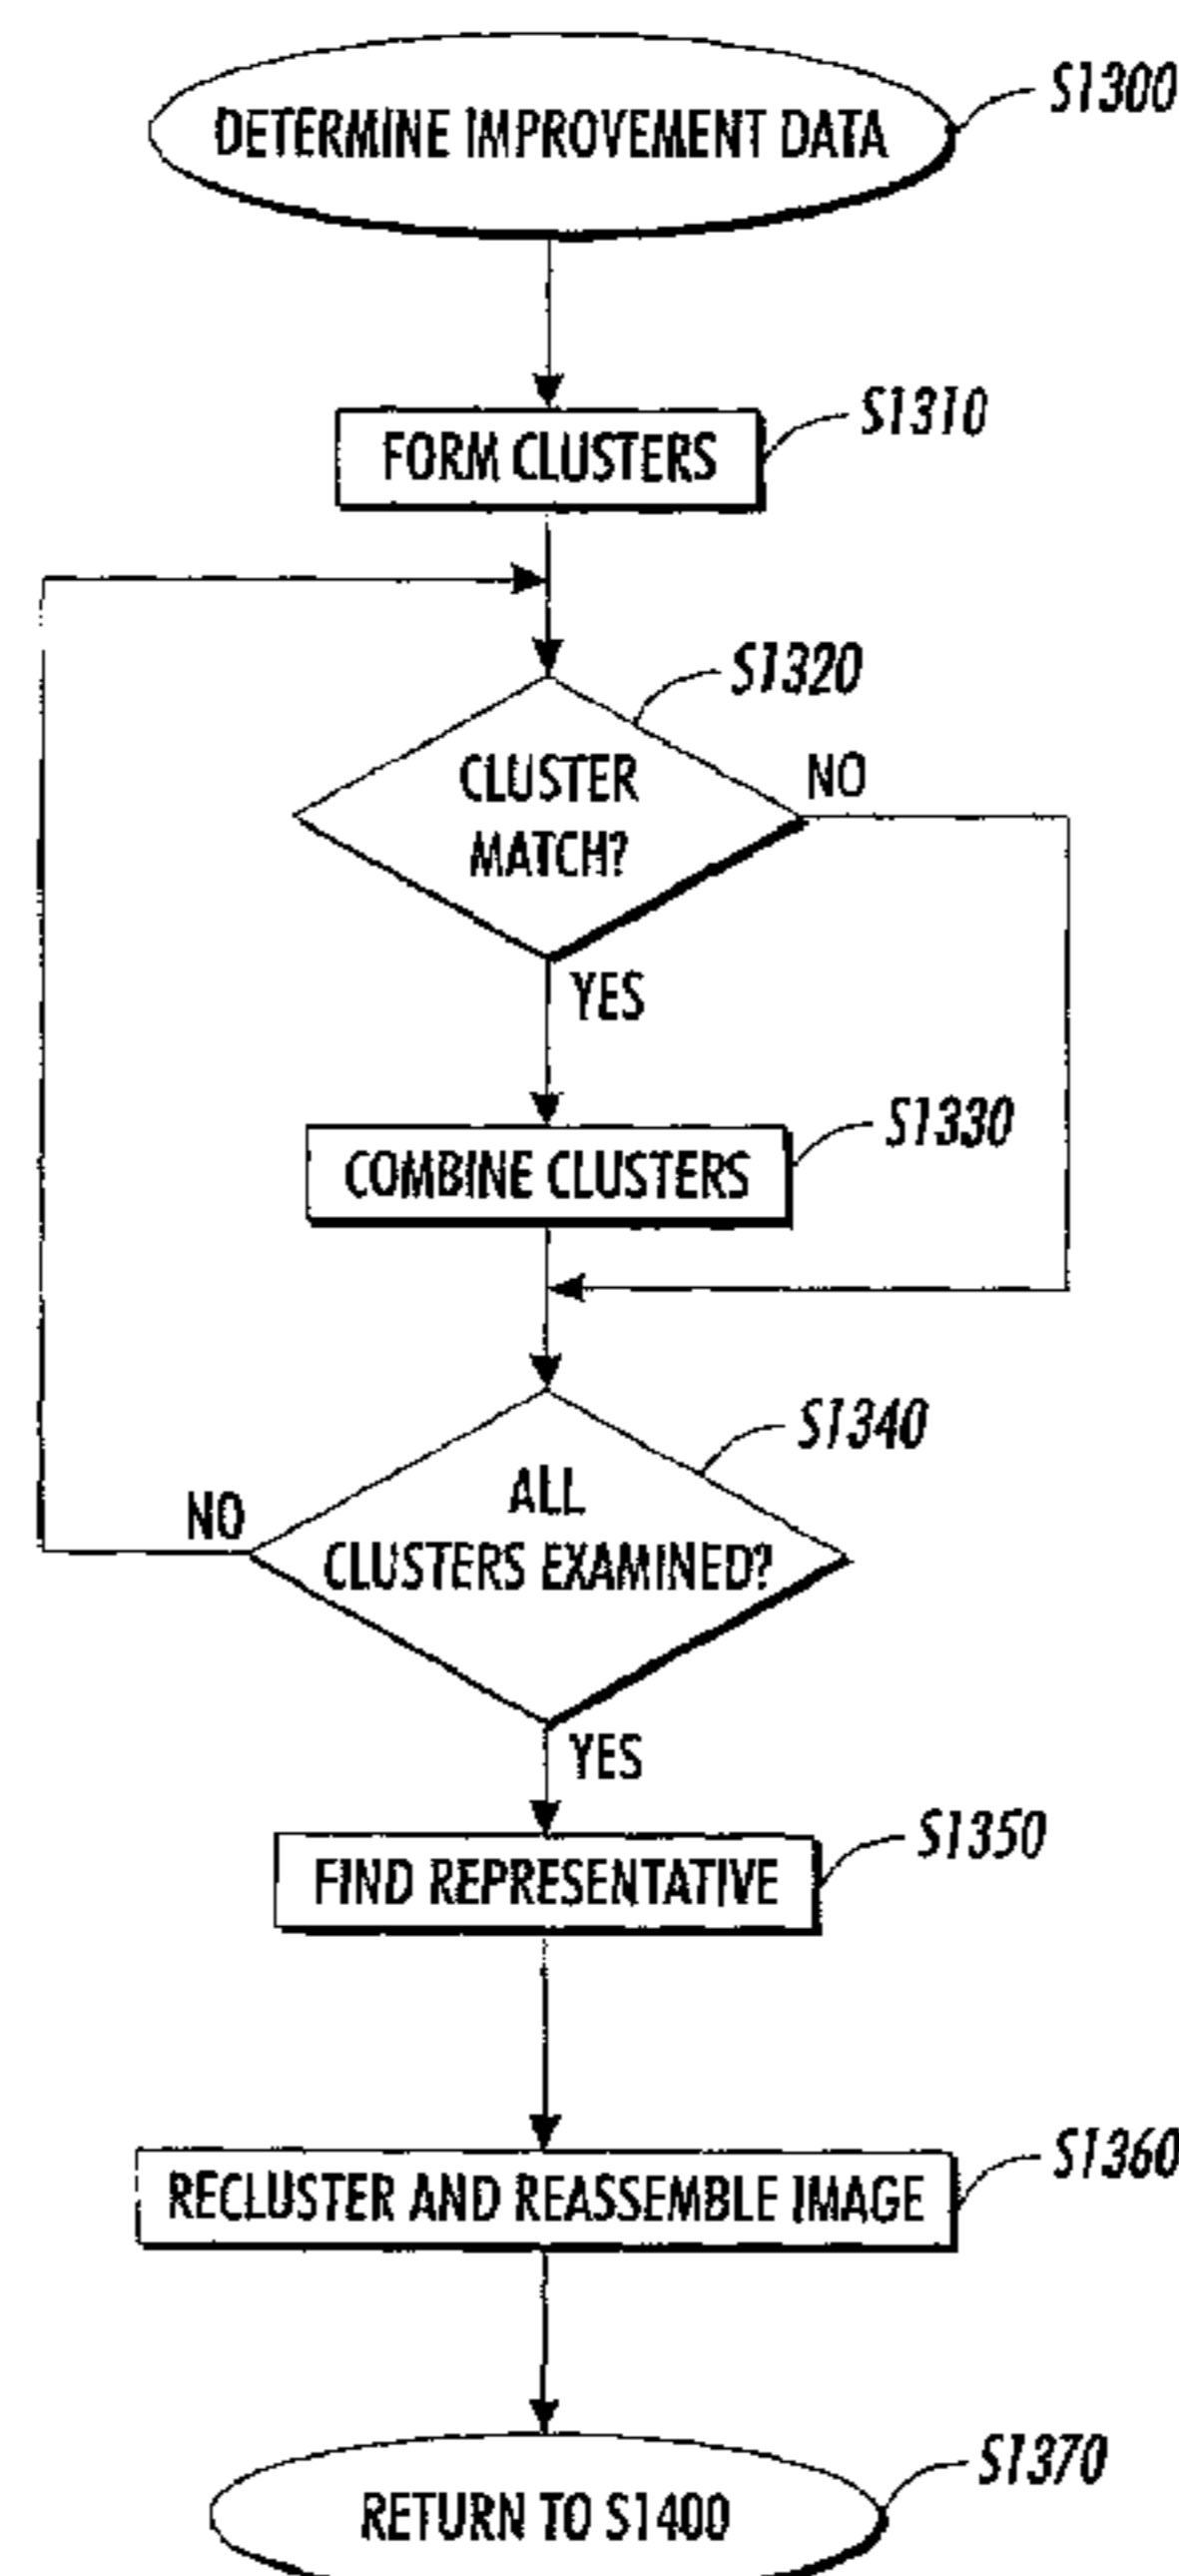 S1300
DETERMINE IMPROVEMENT DATA
S1310
FORM CLUSTERS
S1320
CLUSTER
MATCH?
NO
YES
S1330
COMBINE CLUSTERS
S1340
ALL
CLUSTERS EXAMINED?
NO
YES
S1350
FIND REPRESENTATIVE
S1360
RECLUSTER AND REASSEMBLE IMAGE
S1370
RETURN TO S1400